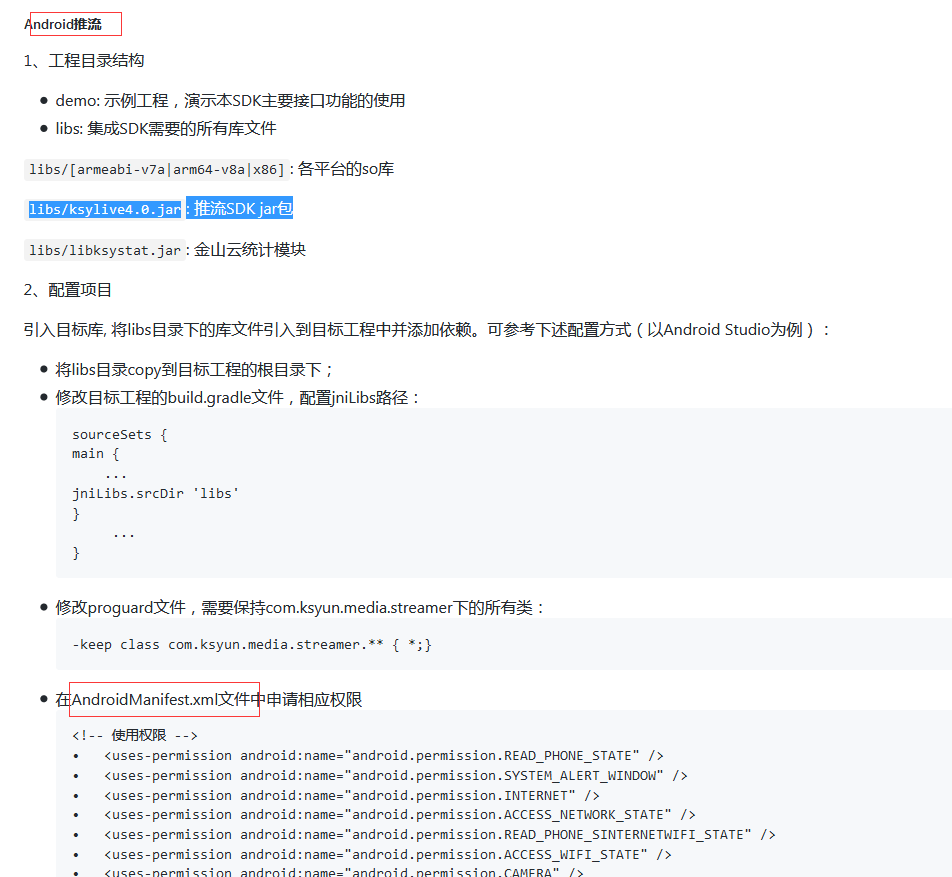 Android推流
1、工程目录结构
● demo: 示例工程，演示本SDK主要接口功能的使用
● libs: 集成SDK需要的所有库文件
libs/[armeabi-v7a|arm64-v8a|x86] : 各平台的so库
libs/ksylive4.0.jar : 推流SDK jar包
libs/libksystat.jar : 金山云统计模块
2、配置项目
引入目标库, 将libs目录下的库文件引入到目标工程中并添加依赖。可参考下述配置方式（以Android Studio为例）：
● 将libs目录copy到目标工程的根目录下；
● 修改目标工程的build.gradle文件，配置jniLibs路径：
sourceSets {
main {
...
jniLibs.srcDir 'libs'
}
...
}
● 修改proguard文件，需要保持com.ksyun.media.streamer下的所有类：
-keep class com.ksyun.media.streamer.** { *;}
● 在AndroidManifest.xml文件中申请相应权限
<!-- 使用权限 -->
• <uses-permission android:name="android.permission.READ_PHONE_STATE" />
• <uses-permission android:name="android.permission.SYSTEM_ALERT_WINDOW" />
• <uses-permission android:name="android.permission.INTERNET" />
• <uses-permission android:name="android.permission.ACCESS_NETWORK_STATE" />
• <uses-permission android:name="android.permission.READ_PHONE_SINTERNETWIFI_STATE" />
• <uses-permission android:name="android.permission.ACCESS_WIFI_STATE" />
• <uses-permission android:name="android.permission.CAMERA" />